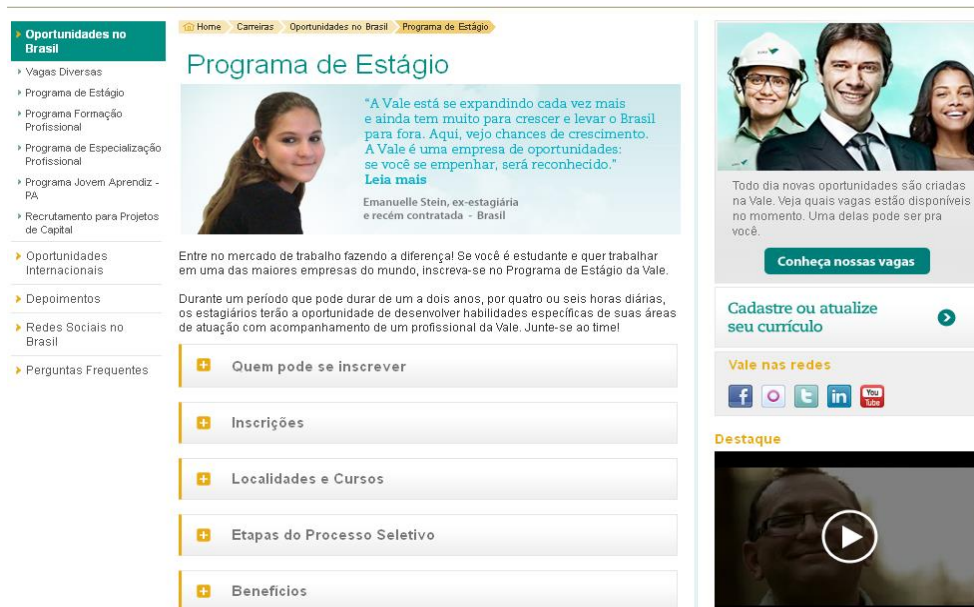 Oportunidades no
Brasil
Vagas Diversas
Programa de Estágio
Programa Formação
Profissional
Programa de Especialização
Profissional
Programa Jovem Aprendiz -
PA
Recrutamento para Projetos
de Capital
Oportunidades
Internacionais
Depoimentos
Redes Sociais no
Brasil
Perguntas Frequentes
Home Carreiras Oportunidades no Brasil Programa de Estágio
Programa de Estágio
"A Vale está se expandindo cada vez mais
e ainda tem muito para crescer e levar o Brasil
para fora. Aqui, vejo chances de crescimento.
A Vale é uma empresa de oportunidades:
se você se empenhar, será reconhecido."
Leia mais
Emanuelle Stein, ex-estagiária
e recém contratada - Brasil
Entre no mercado de trabalho fazendo a diferença! Se você é estudante e quer trabalhar
em uma das maiores empresas do mundo, inscreva-se no Programa de Estágio da Vale.
Durante um período que pode durar de um a dois anos, por quatro ou seis horas diárias,
os estagiários terão a oportunidade de desenvolver habilidades específicas de suas áreas
de atuação com acompanhamento de um profissional da Vale. Junte-se ao time!
Quem pode se inscrever
Inscrições
Localidades e Cursos
Etapas do Processo Seletivo
Benefícios
Todo dia novas oportunidades são criadas
na Vale. Veja quais vagas estão disponíveis
no momento. Uma delas pode ser pra
você.
Conheça nossas vagas
Cadastre ou atualize
seu currículo
Vale nas redes
f t in You Tube
Destaque